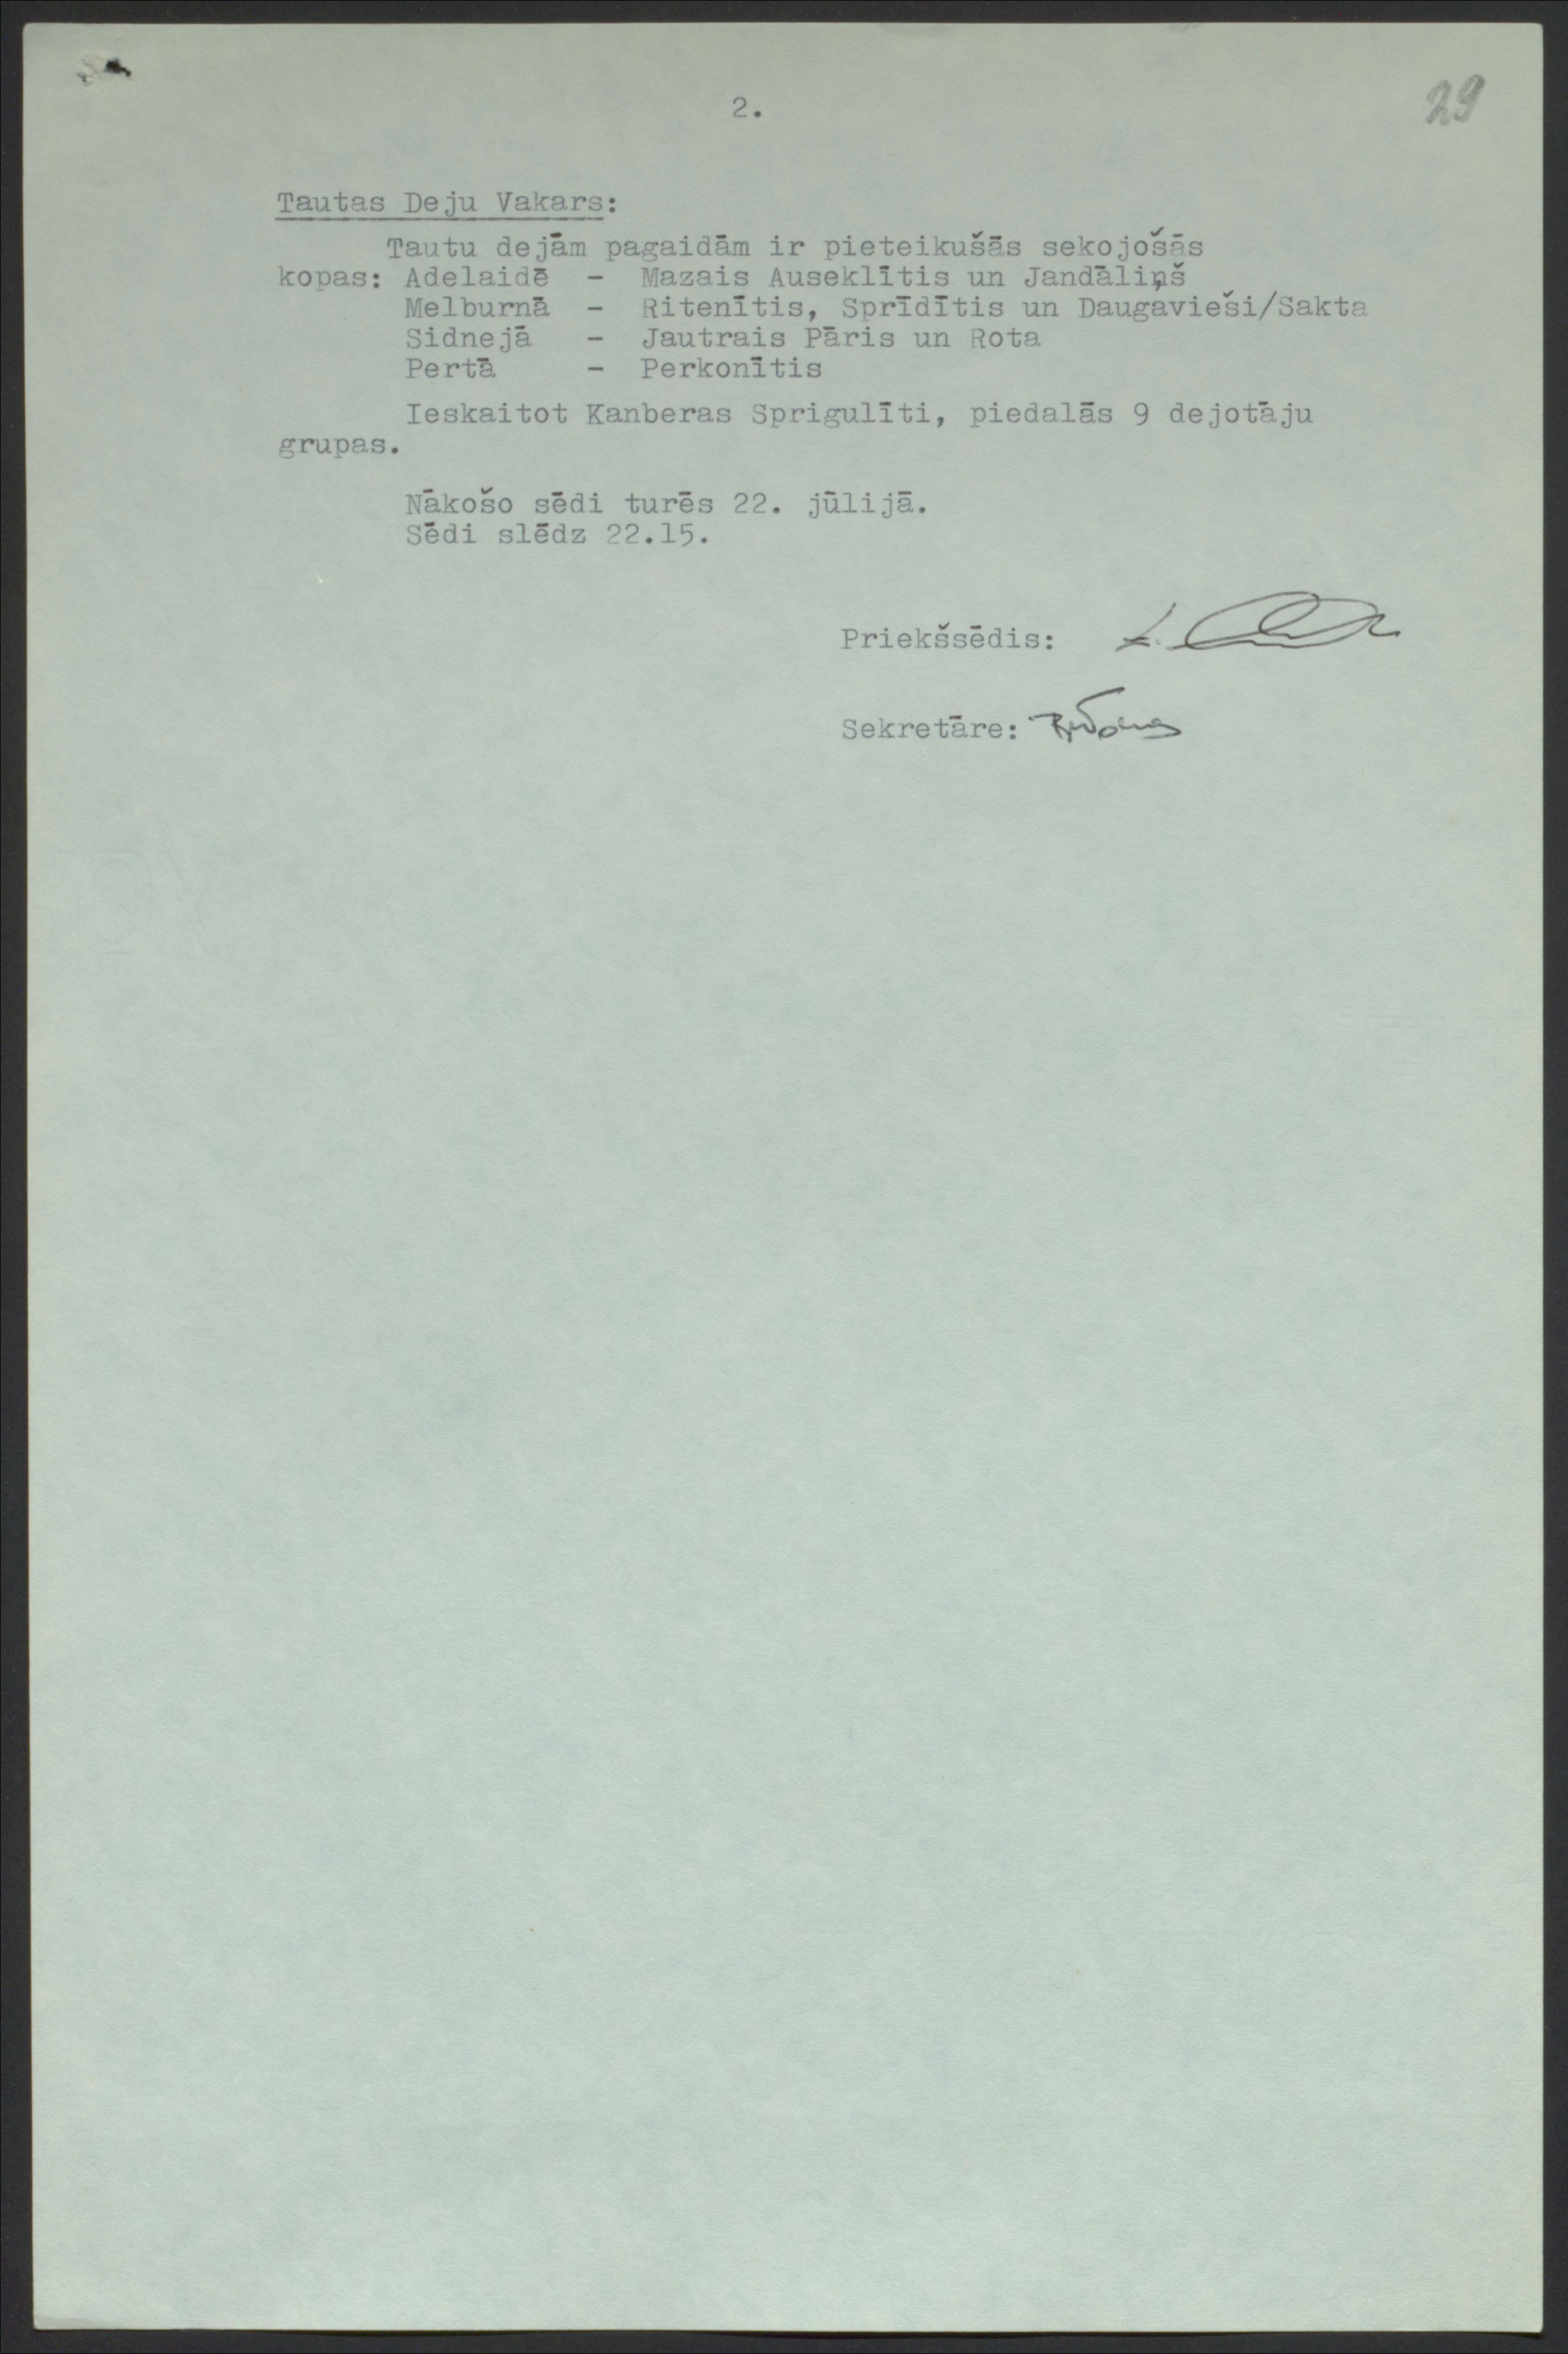 2.
29
Tautas Deju Vakars:
Tautu dejām pagaidām ir pieteikušās sekojošās
kopas: Adelaidē - Mazais Auseklītis un Jandāliņš
Melburnā - Ritenītis, Sprīdītis un Daugavieši/Sakta
Sidnejā - Jautrais Pāris un Rota
Pertā - Perkonītis
Ieskaitot Kanberas Sprigulīti, piedalās 9 dejotāju
grupas.
Nākošo sēdi turēs 22. jūlijā.
Sēdi slēdz 22.15.
Priekšsēdis:
Sekretāre: